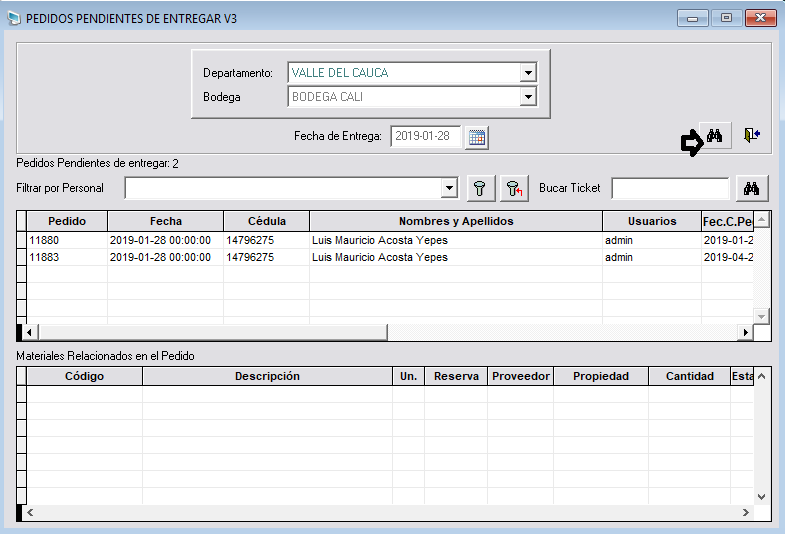 PEDIDOS PENDIENTES DE ENTREGAR V3
Departamento: VALLE DEL CAUCA
Bodega BODEGA CALI
Fecha de Entrega: 2019-01-28
Pedidos Pendientes de entregar: 2
Filtrar por Personal Bucar Ticket
Pedido Fecha Cédula Nombres y Apellidos Usuarios Fec.C.Pe
11880 2019-01-28 00:00:00 14796275 Luis Mauricio Acosta Yepes admin 2019-01-2
11883 2019-01-28 00:00:00 14796275 Luis Mauricio Acosta Yepes admin 2019-04-2
Materiales Relacionados en el Pedido
Código Descripción Un. Reserva Proveedor Propiedad Cantidad Esta